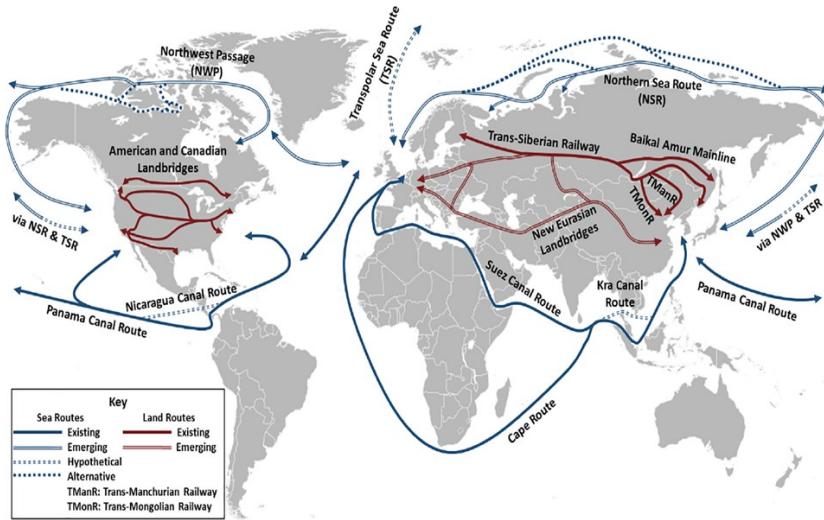 Northwest Passage
(NWP)
Transpolar Sea Route
(TSR)
Northern Sea Route
(NSR)
American and Canadian
Landbridges
Trans-Siberian Railway
Baikal Amur Mainline
TManR
TMonR
via NSR & TSR
New Eurasian
Landbridges
via NWP & TSR
Nicaragua Canal Route
Panama Canal Route
Suez Canal Route
Kra Canal
Route
Panama Canal Route
Cape Route
Key
Sea Routes
Land Routes
Existing
Existing
Emerging
Emerging
Hypothetical
Alternative
TManR: Trans-Manchurian Railway
TMonR: Trans-Mongolian Railway